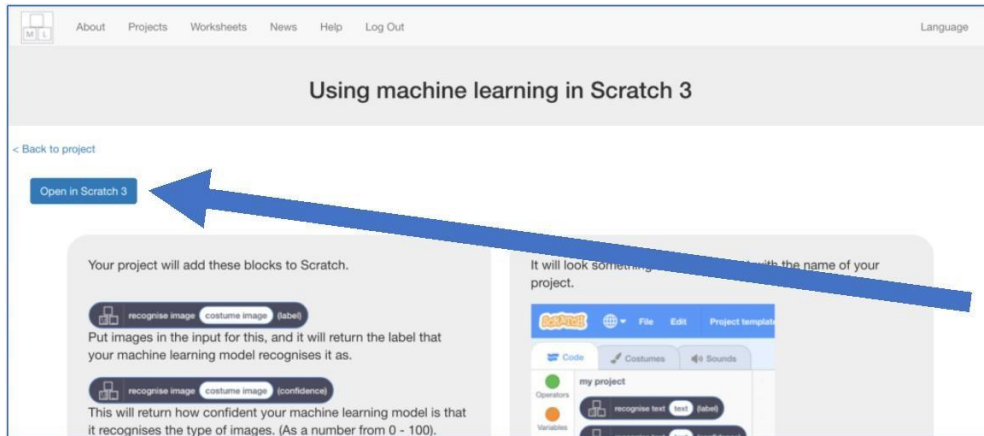 M L
About Projects Worksheets News Help Log Out Language
Using machine learning in Scratch 3
< Back to project
Open in Scratch 3
Your project will add these blocks to Scratch.
recognise image costume image (label)
Put images in the input for this, and it will return the label that
your machine learning model recognises it as.
recognise image costume image (confidence)
This will return how confident your machine learning model is that
it recognises the type of images. (As a number from 0 - 100).
It will look something with the name of your
project.
SCRATCH File Edit Project template
Code Costumes Sounds
my project
Operators
recognise text text (label)
Variables